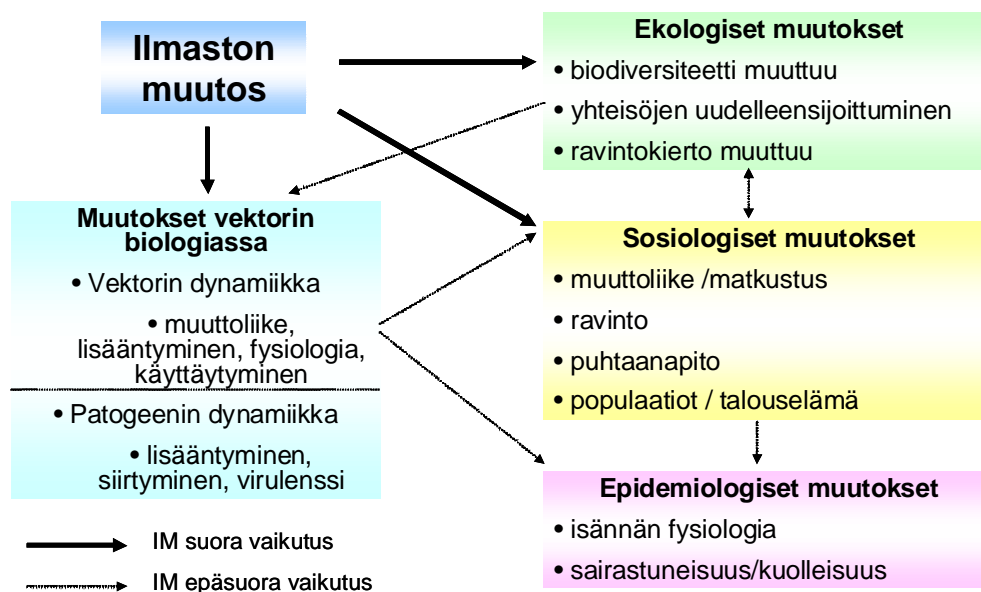 Ilmaston
muutos
Ekologiset muutokset
• biodiversiteetti muuttuu
• yhteisöjen uudelleensijoittuminen
• ravintokierto muuttuu
Muutokset vektorin
biologiassa
• Vektorin dynamiikka
• muuttoliike,
lisääntyminen, fysiologia,
käyttäytyminen
• Patogeenin dynamiikka
• lisääntyminen,
siirtyminen, virulenssi
Sosiologiset muutokset
• muuttoliike /matkustus
• ravinto
• puhtaanapito
• populaatiot / talouselämä
Epidemiologiset muutokset
• isännän fysiologia
• sairastuneisuus/kuolleisuus
IM suora vaikutus
IM epäsuora vaikutus